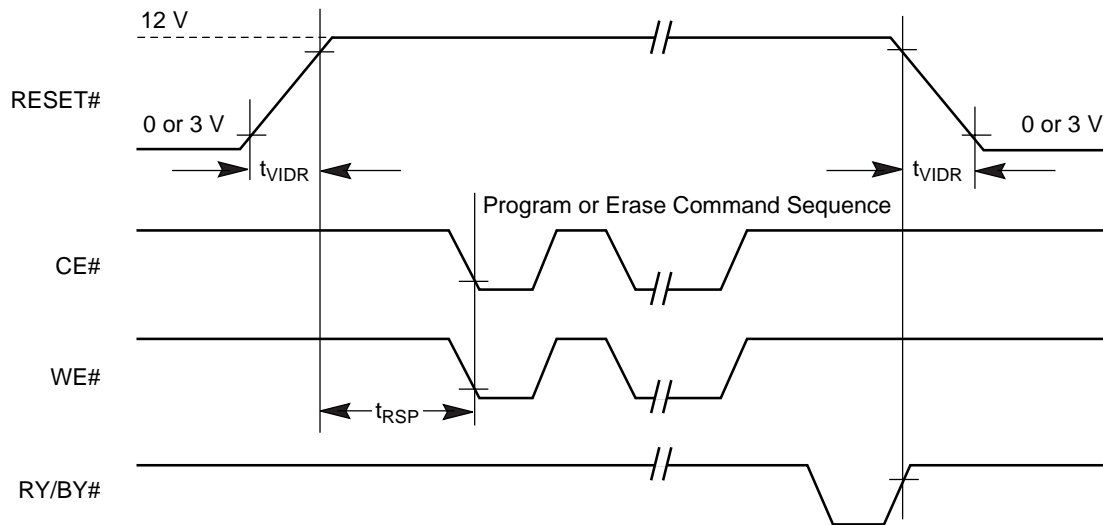 12 V
RESET#
0 or 3 V
0 or 3 V
tVIDR
tVIDR
Program or Erase Command Sequence
CE#
WE#
tRSP
RY/BY#